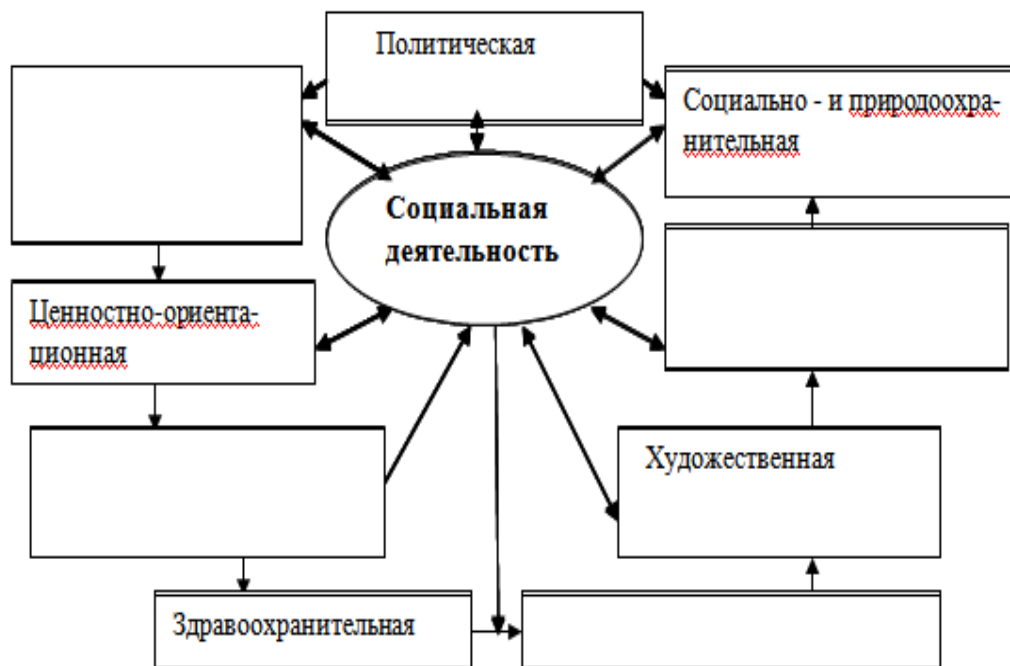 Политическая
Социально - и природоохра-
нительная
Социальная
деятельность
Ценностно-ориента-
ционная
Художественная
Здравоохранительная